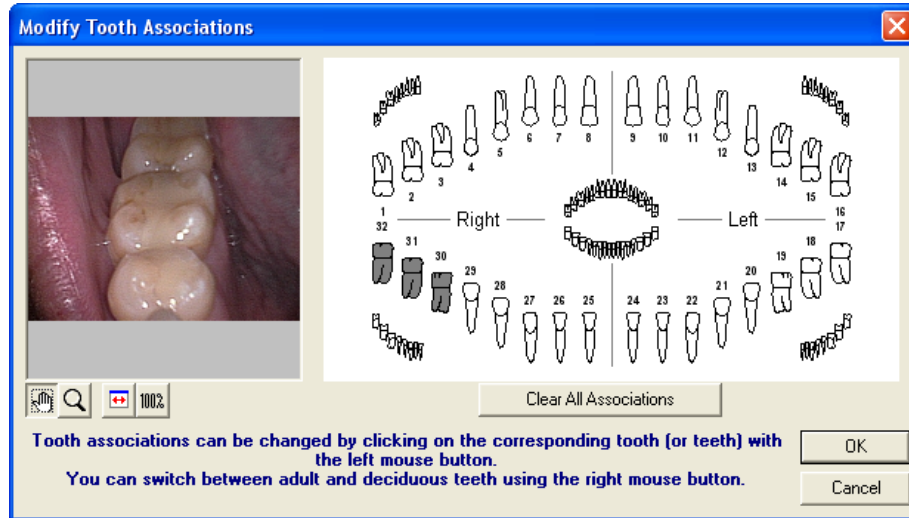 Modify Tooth Associations
6 7 8 9 10 11
5 12
4 13
3 14
2 15
1 16
32 Right Left 17
31 18
30 19
29 20
28 21
27 26 25 24 23 22
100%
Clear All Associations
Tooth associations can be changed by clicking on the corresponding tooth (or teeth) with
the left mouse button.
You can switch between adult and deciduous teeth using the right mouse button.
OK
Cancel